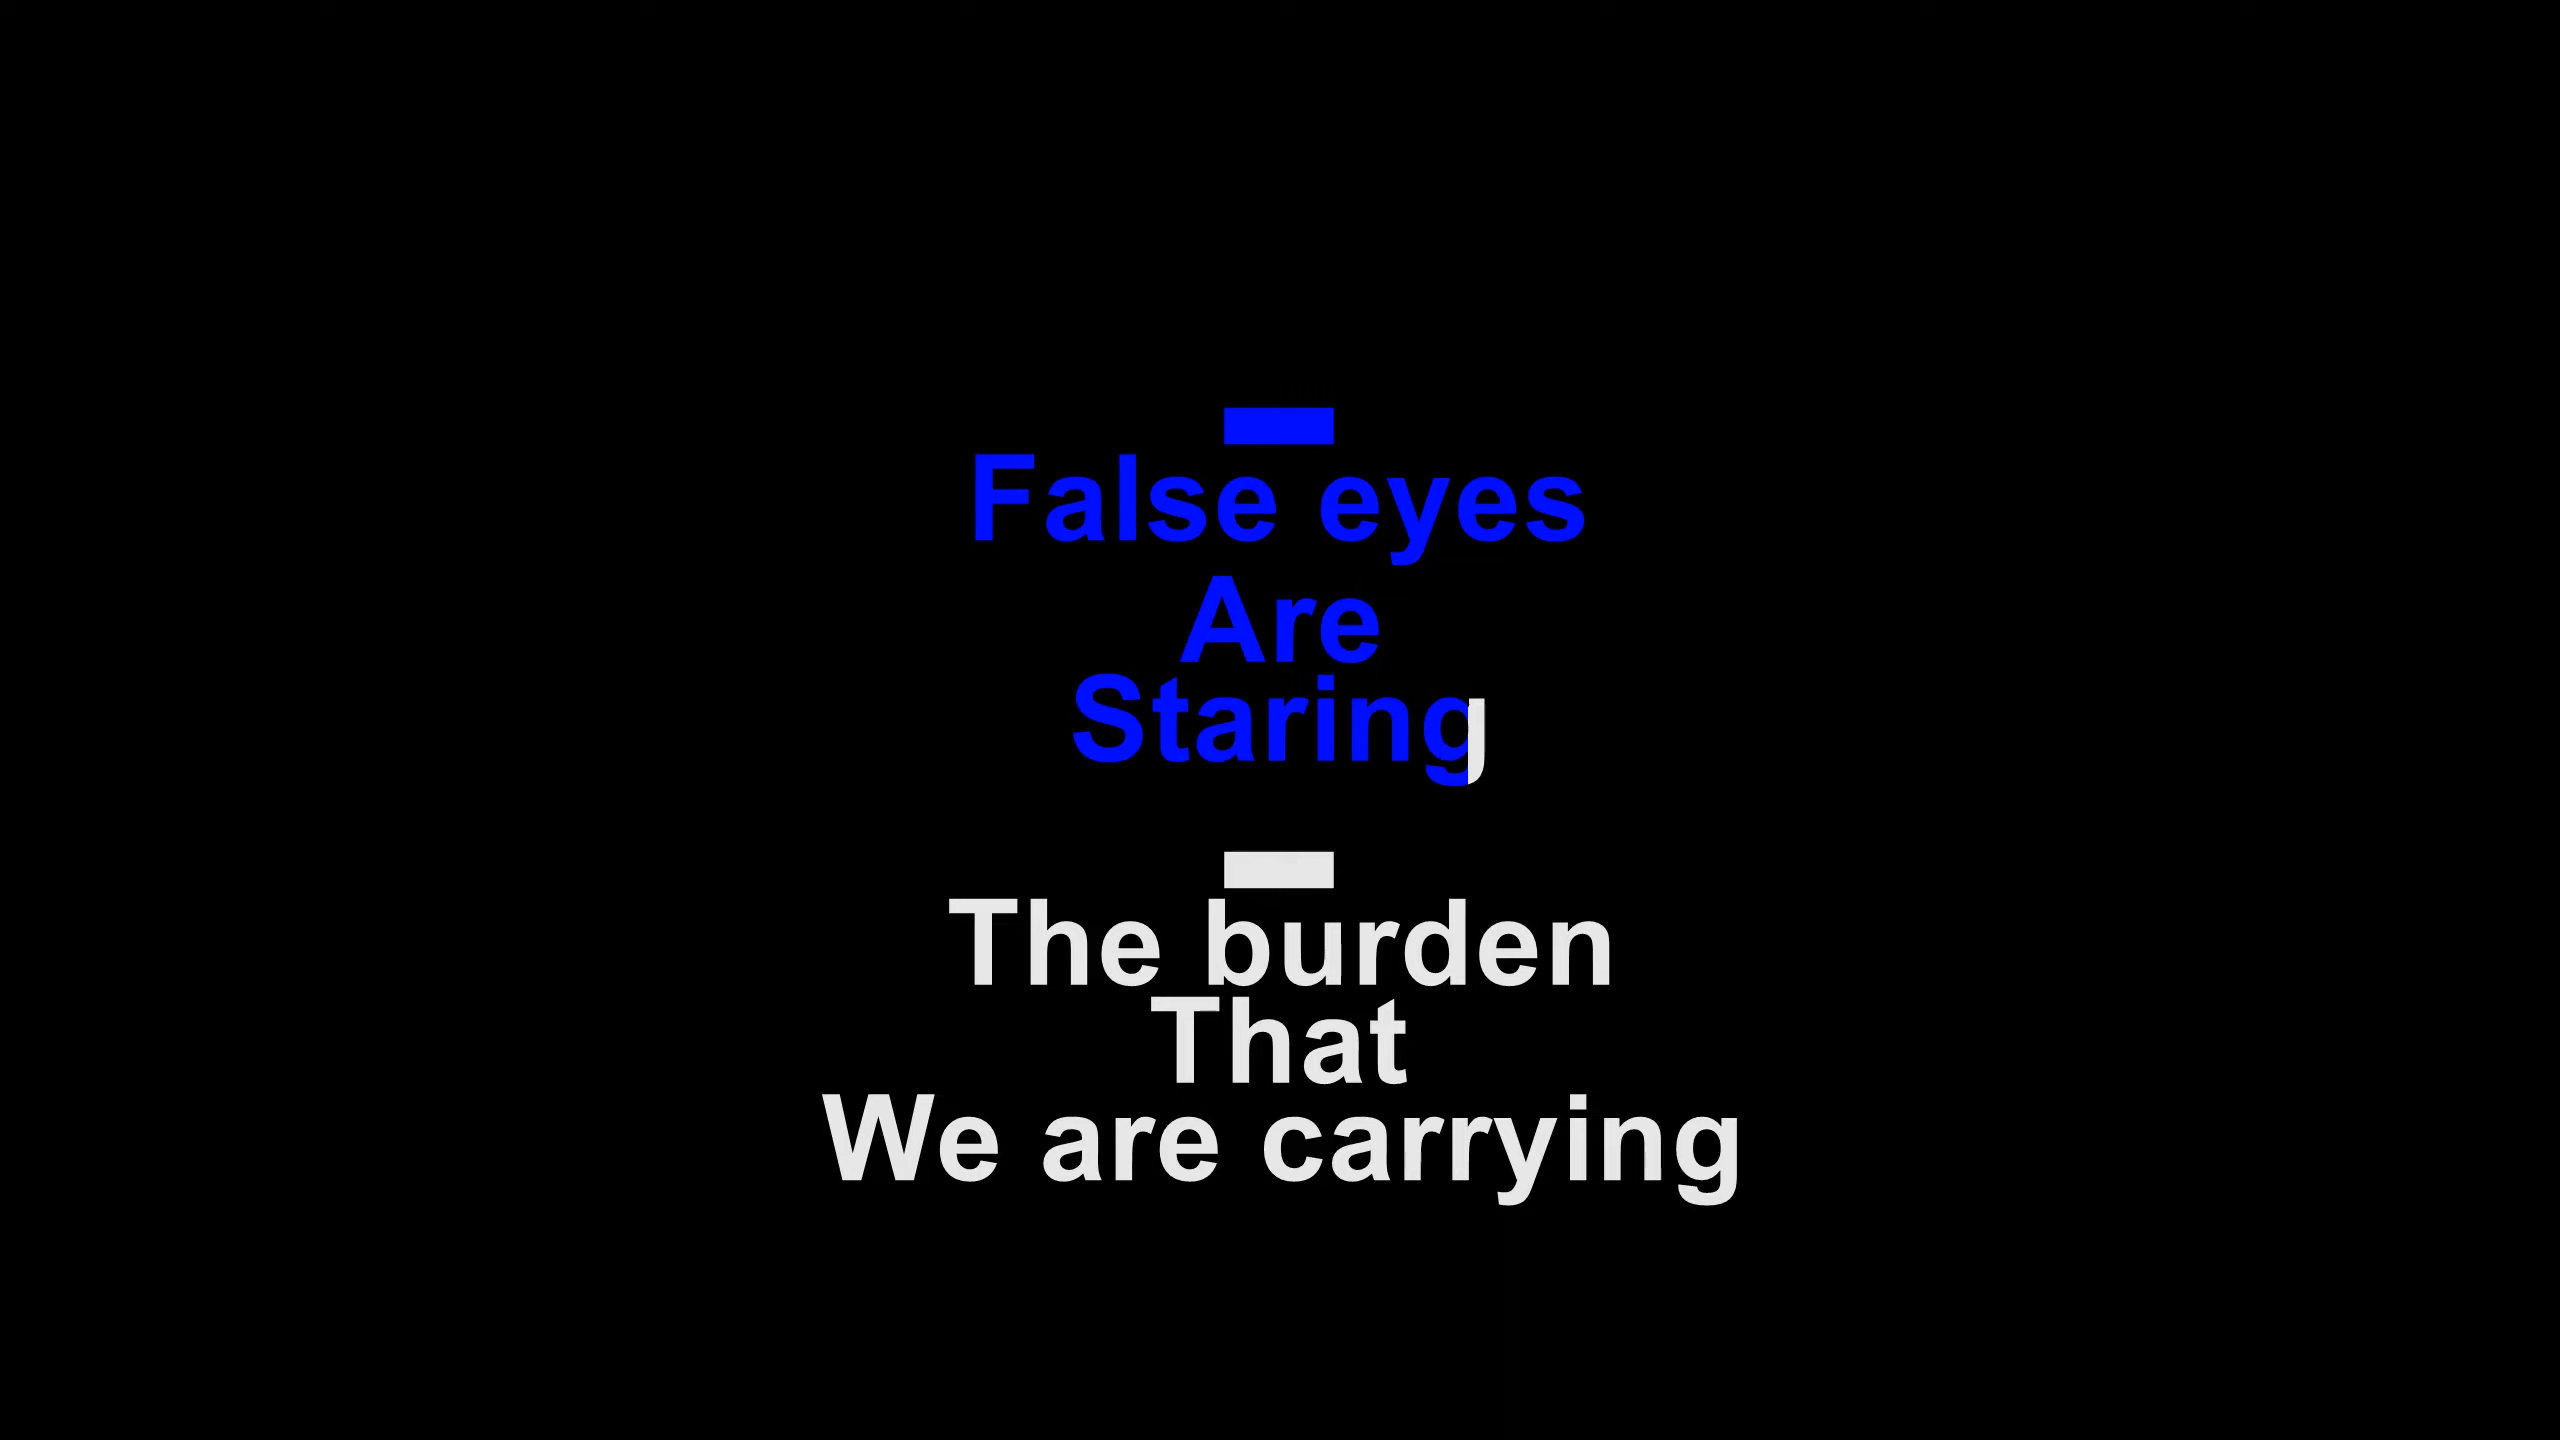 False eyes
Are
Staring
The burden
That
We are carrying